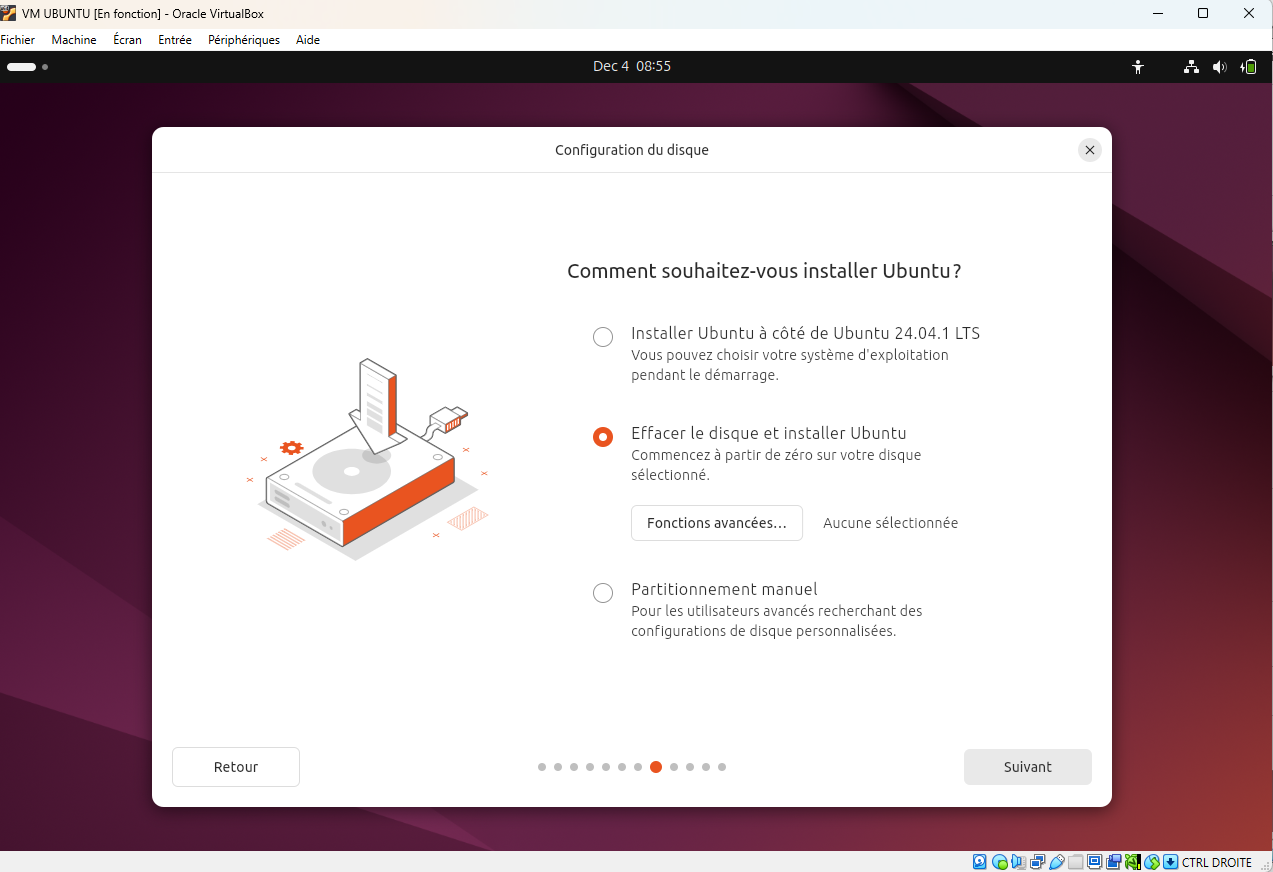 VM UBUNTU [En fonction] - Oracle VirtualBox
Fichier Machine Écran Entrée Périphériques Aide
Dec 4 08:55
Configuration du disque
Comment souhaitez-vous installer Ubuntu ?
Installer Ubuntu à côté de Ubuntu 24.04.1 LTS
Vous pouvez choisir votre système d'exploitation
pendant le démarrage.
Effacer le disque et installer Ubuntu
Commencez à partir de zéro sur votre disque
sélectionné.
Fonctions avancées... Aucune sélectionnée
Partitionnement manuel
Pour les utilisateurs avancés recherchant des
configurations de disque personnalisées.
Retour Suivant
CTRL DROITE